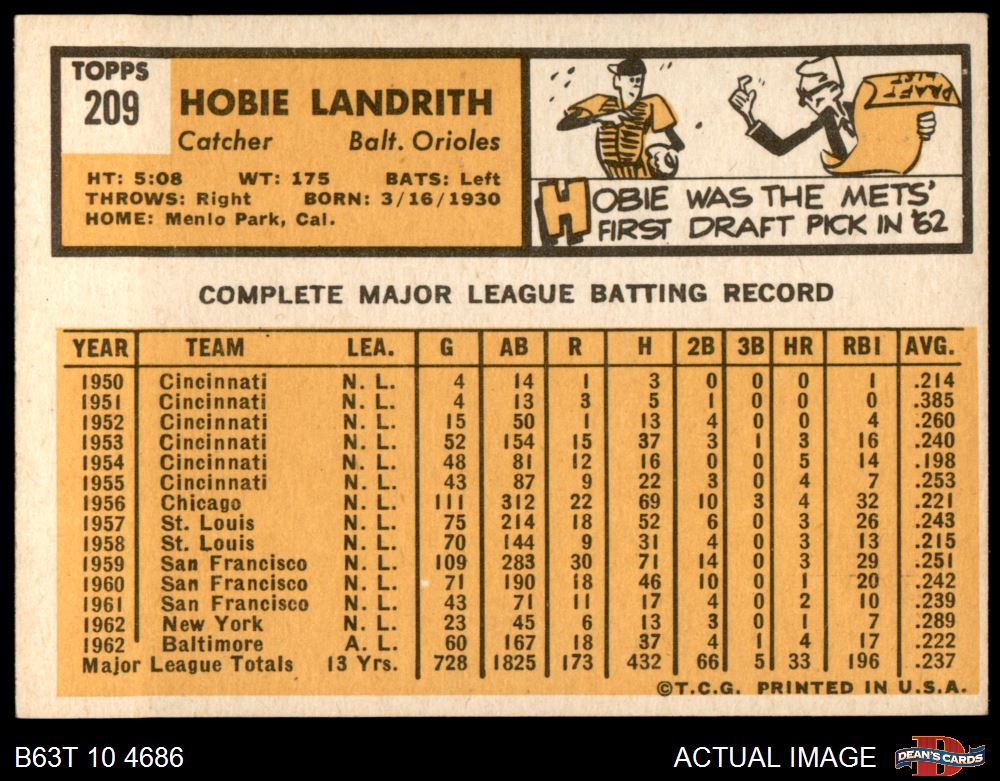 TOPPS
209
HOBIE LANDRITH
Catcher Balt. Orioles
HT: 5:08 WT: 175 BATS: Left
THROWS: Right BORN: 3/16/1930
HOME: Menlo Park, Cal.
DRAFT LIST
HOBIE WAS THE METS'
FIRST DRAFT PICK IN '62
COMPLETE MAJOR LEAGUE BATTING RECORD
YEAR TEAM LEA. G AB R H 2B 3B HR RBI AVG.
1950 Cincinnati N. L. 4 14 1 3 0 0 0 1 .214
1951 Cincinnati N. L. 4 13 3 5 1 0 0 0 .385
1952 Cincinnati N. L. 15 50 1 13 4 0 0 4 .260
1953 Cincinnati N. L. 52 154 15 37 3 1 3 16 .240
1954 Cincinnati N. L. 48 81 12 16 0 0 5 14 .198
1955 Cincinnati N. L. 43 87 9 22 3 0 4 7 .253
1956 Chicago N. L. 111 312 22 69 10 3 4 32 .221
1957 St. Louis N. L. 75 214 18 52 6 0 3 26 .243
1958 St. Louis N. L. 70 144 9 31 4 0 3 13 .215
1959 San Francisco N. L. 109 283 30 71 14 0 3 29 .251
1960 San Francisco N. L. 71 190 18 46 10 0 1 20 .242
1961 San Francisco N. L. 43 71 11 17 4 0 2 10 .239
1962 New York N. L. 23 45 6 13 3 0 1 7 .289
1962 Baltimore A. L. 60 167 18 37 4 1 4 17 .222
Major League Totals 13 Yrs. 728 1825 173 432 66 5 33 196 .237
©T.C.G. PRINTED IN U.S.A.
B63T 10 4686 ACTUAL IMAGE DEAN'S CARDS